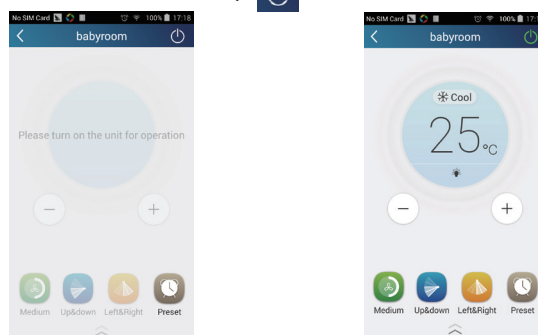 No SIM Card 100% 17:18
babyroom
Please turn on the unit for operation
Medium Up&down Left&Right Preset
No SIM Card 100%
babyroom
Cool
25°C
Medium Up&down Left&Right Preset